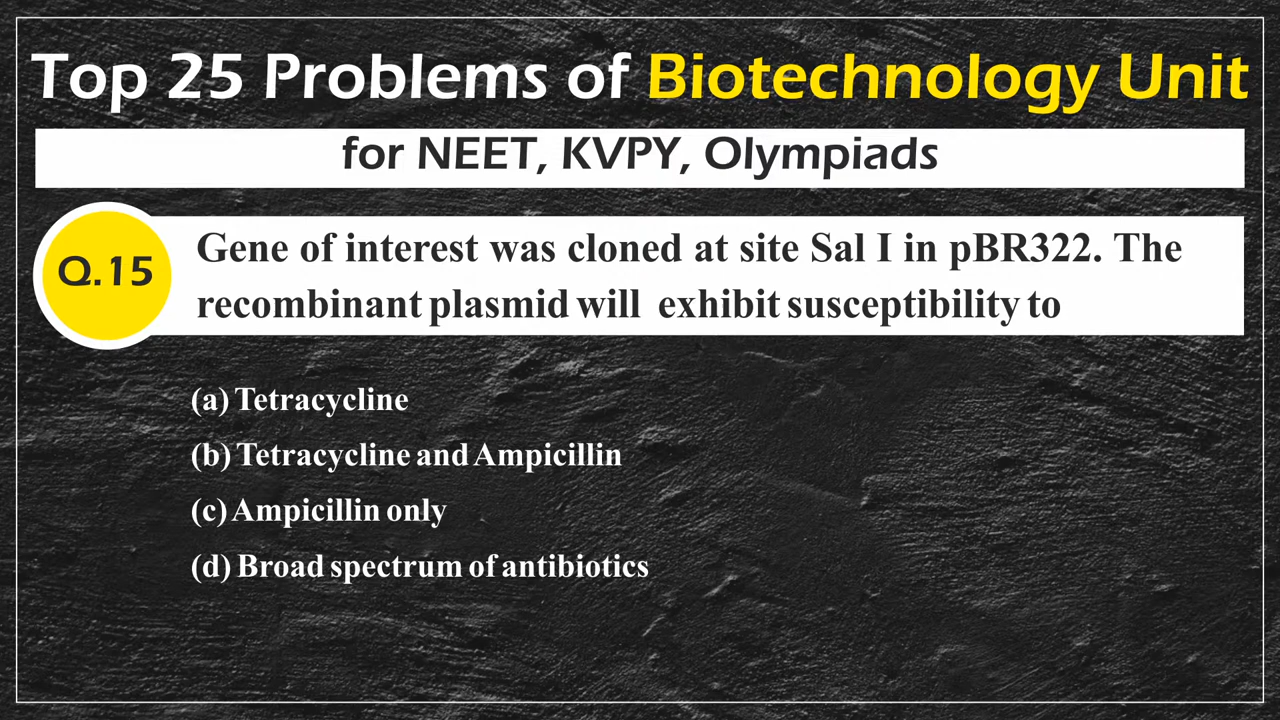 Top 25 Problems of Biotechnology Unit
for NEET, KVPY, Olympiads
Q.15
Gene of interest was cloned at site Sal I in pBR322. The
recombinant plasmid will exhibit susceptibility to
(a) Tetracycline
(b) Tetracycline and Ampicillin
(c) Ampicillin only
(d) Broad spectrum of antibiotics